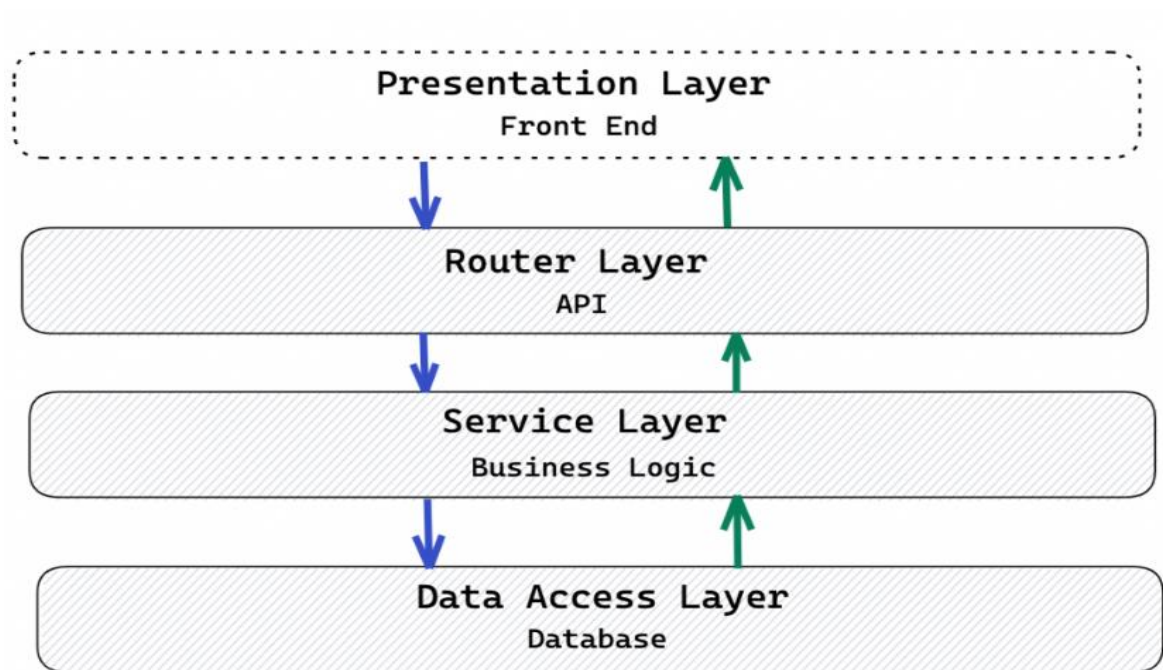 Presentation Layer
Front End
Router Layer
API
Service Layer
Business Logic
Data Access Layer
Database